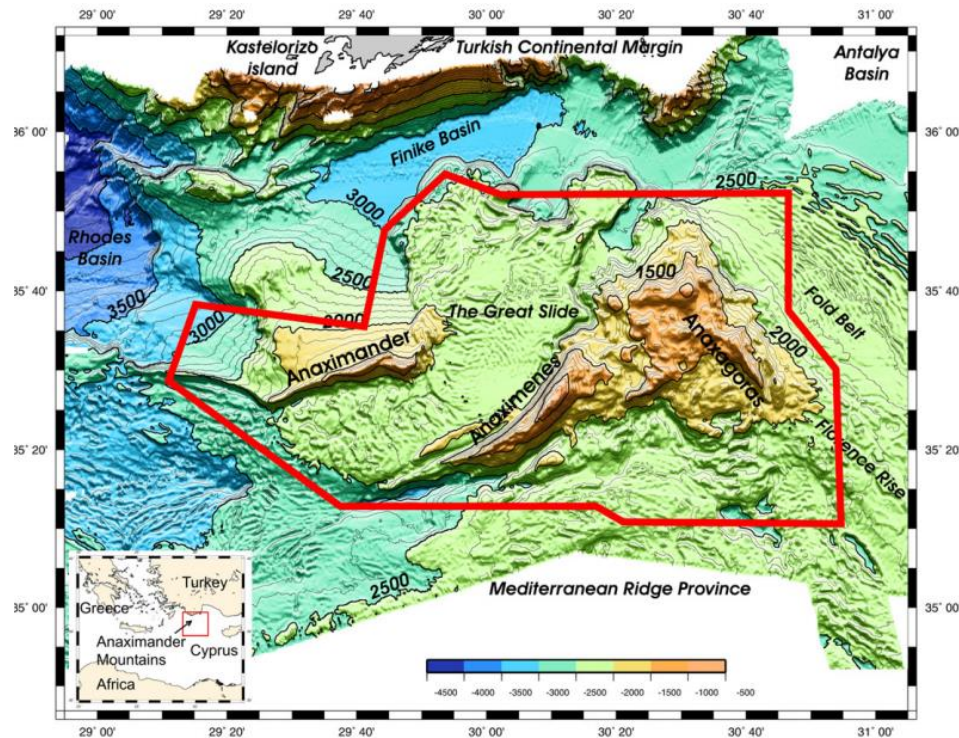 29° 00' 29° 20' 29° 40' 30° 00' 30° 20' 30° 40' 31° 00'
Kastelorizo
island
Turkish Continental Margin
Antalya
Basin
36° 00'
36° 00'
Finike Basin
3000
2500
Rhodes
Basin
2500
3500
1500
35° 40'
35° 40'
3000
2000
The Great Slide
Fold Belt
Anaximander
Anaxagoras
2000
Anaximenes
35° 20'
35° 20'
Florence Rise
2500
Mediterranean Ridge Province
35° 00'
35° 00'
Turkey
Greece
Anaximander
Mountains
Cyprus
Africa
-4500 -4000 -3500 -3000 -2500 -2000 -1500 -1000 -500
29° 00' 29° 20' 29° 40' 30° 00' 30° 20' 30° 40' 31° 00'